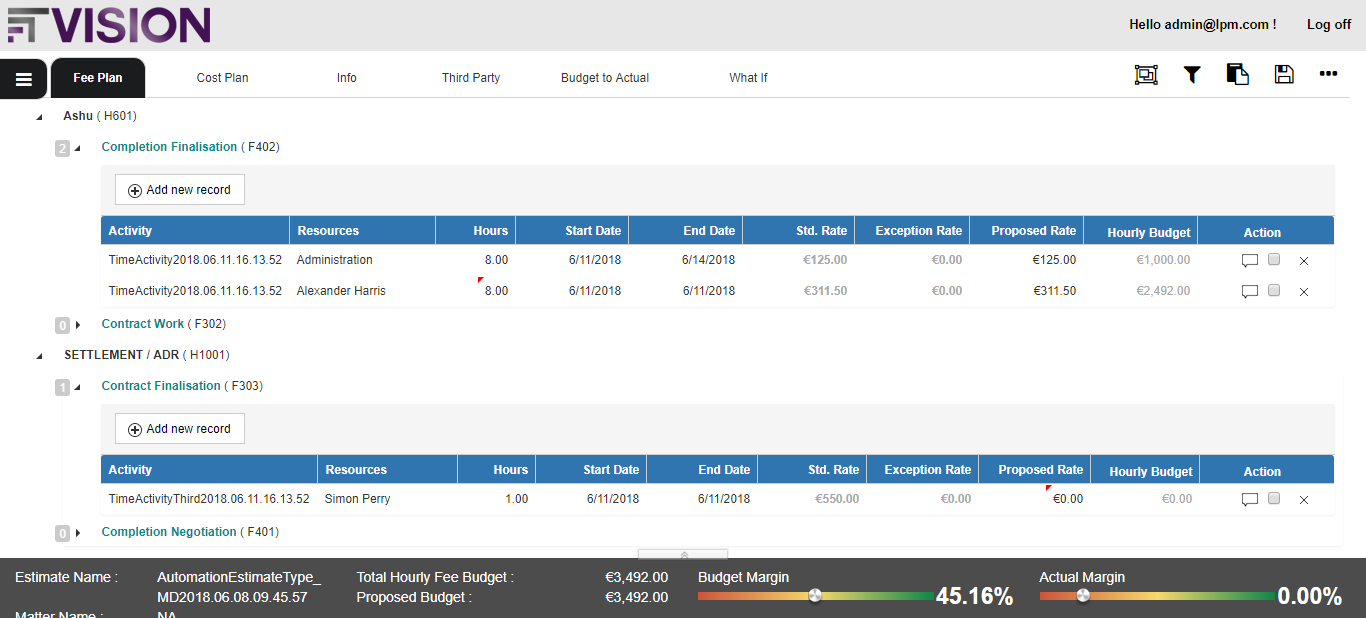 VISION
Hello admin@lpm.com !
Log off
Fee Plan
Cost Plan
Info
Third Party
Budget to Actual
What If
Ashu ( H601)
2 Completion Finalisation ( F402)
Add new record
Activity Resources Hours Start Date End Date Std. Rate Exception Rate Proposed Rate Hourly Budget Action
TimeActivity2018.06.11.16.13.52 Administration 8.00 6/11/2018 6/14/2018 €125.00 €0.00 €125.00 €1,000.00
TimeActivity2018.06.11.16.13.52 Alexander Harris 8.00 6/11/2018 6/11/2018 €311.50 €0.00 €311.50 €2,492.00
0 Contract Work ( F302)
SETTLEMENT / ADR ( H1001)
1 Contract Finalisation ( F303)
Add new record
Activity Resources Hours Start Date End Date Std. Rate Exception Rate Proposed Rate Hourly Budget Action
TimeActivityThird2018.06.11.16.13.52 Simon Perry 1.00 6/11/2018 6/11/2018 €550.00 €0.00 €0.00 €0.00
0 Completion Negotiation ( F401)
Estimate Name : AutomationEstimateType_ Total Hourly Fee Budget : €3,492.00 Budget Margin Actual Margin
MD2018.06.08.09.45.57 Proposed Budget : €3,492.00 45.16% 0.00%
Matter Name : NA